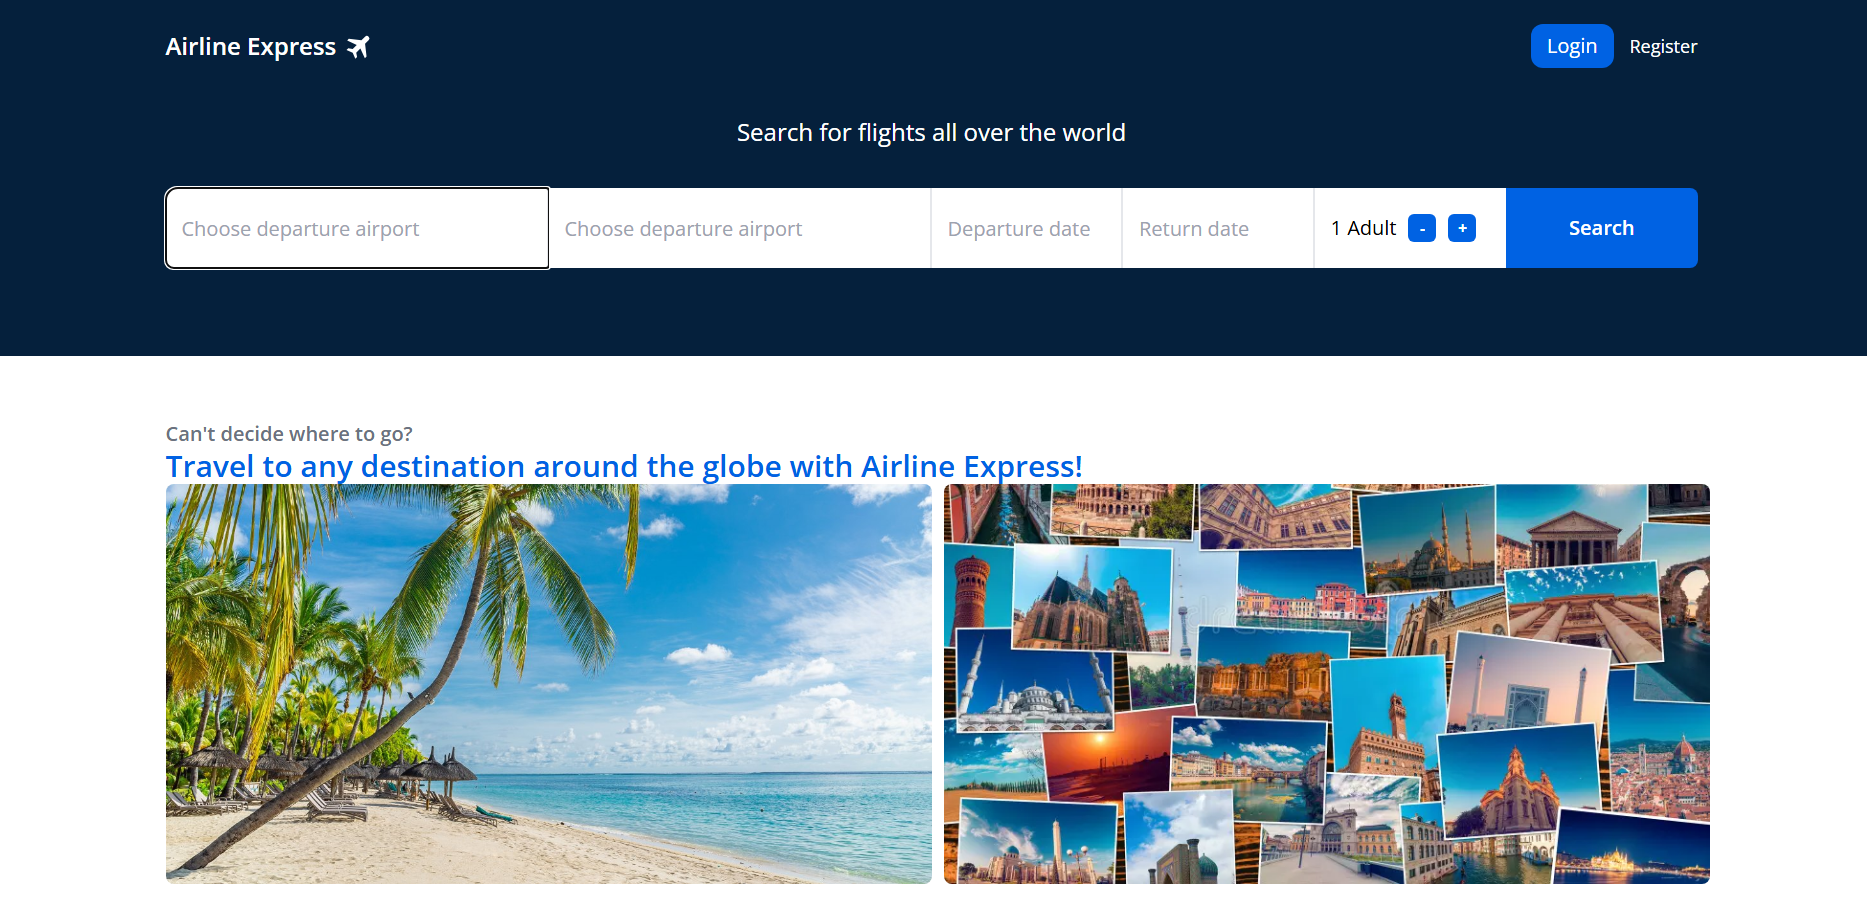 Airline Express
Login
Register
Search for flights all over the world
Choose departure airport
Choose departure airport
Departure date
Return date
1 Adult
-
+
Search
Can't decide where to go?
Travel to any destination around the globe with Airline Express!